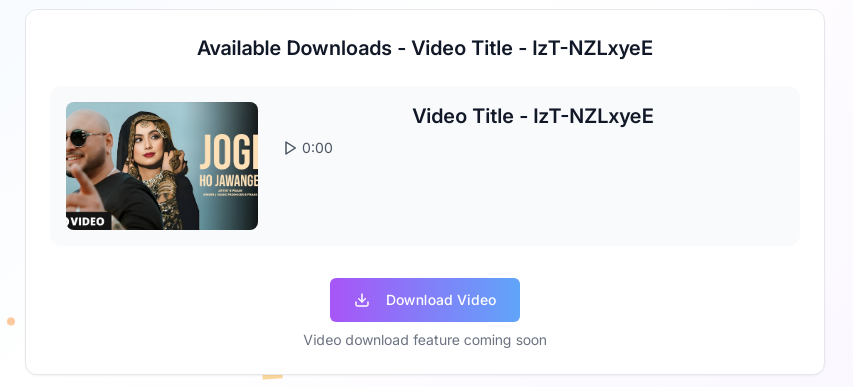 Available Downloads - Video Title - IzT-NZLxyeE
Video Title - IzT-NZLxyeE
0:00
JOGI
HO JAWANGE
VIDEO
Download Video
Video download feature coming soon